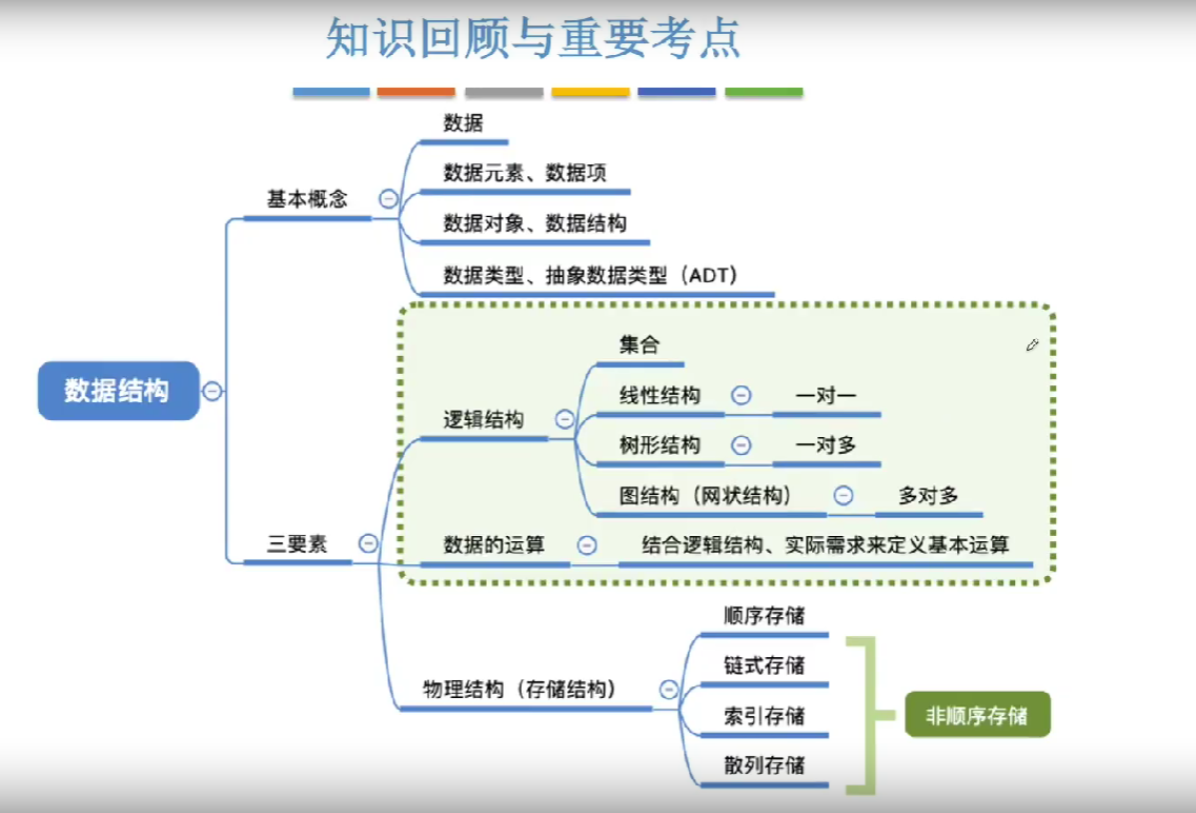 知识回顾与重要考点
数据
数据元素、数据项
基本概念
数据对象、数据结构
数据类型、抽象数据类型（ADT）
集合
线性结构
一对一
数据结构
逻辑结构
树形结构
一对多
图结构（网状结构）
多对多
三要素
数据的运算
结合逻辑结构、实际需求来定义基本运算
顺序存储
链式存储
物理结构（存储结构）
索引存储
非顺序存储
散列存储